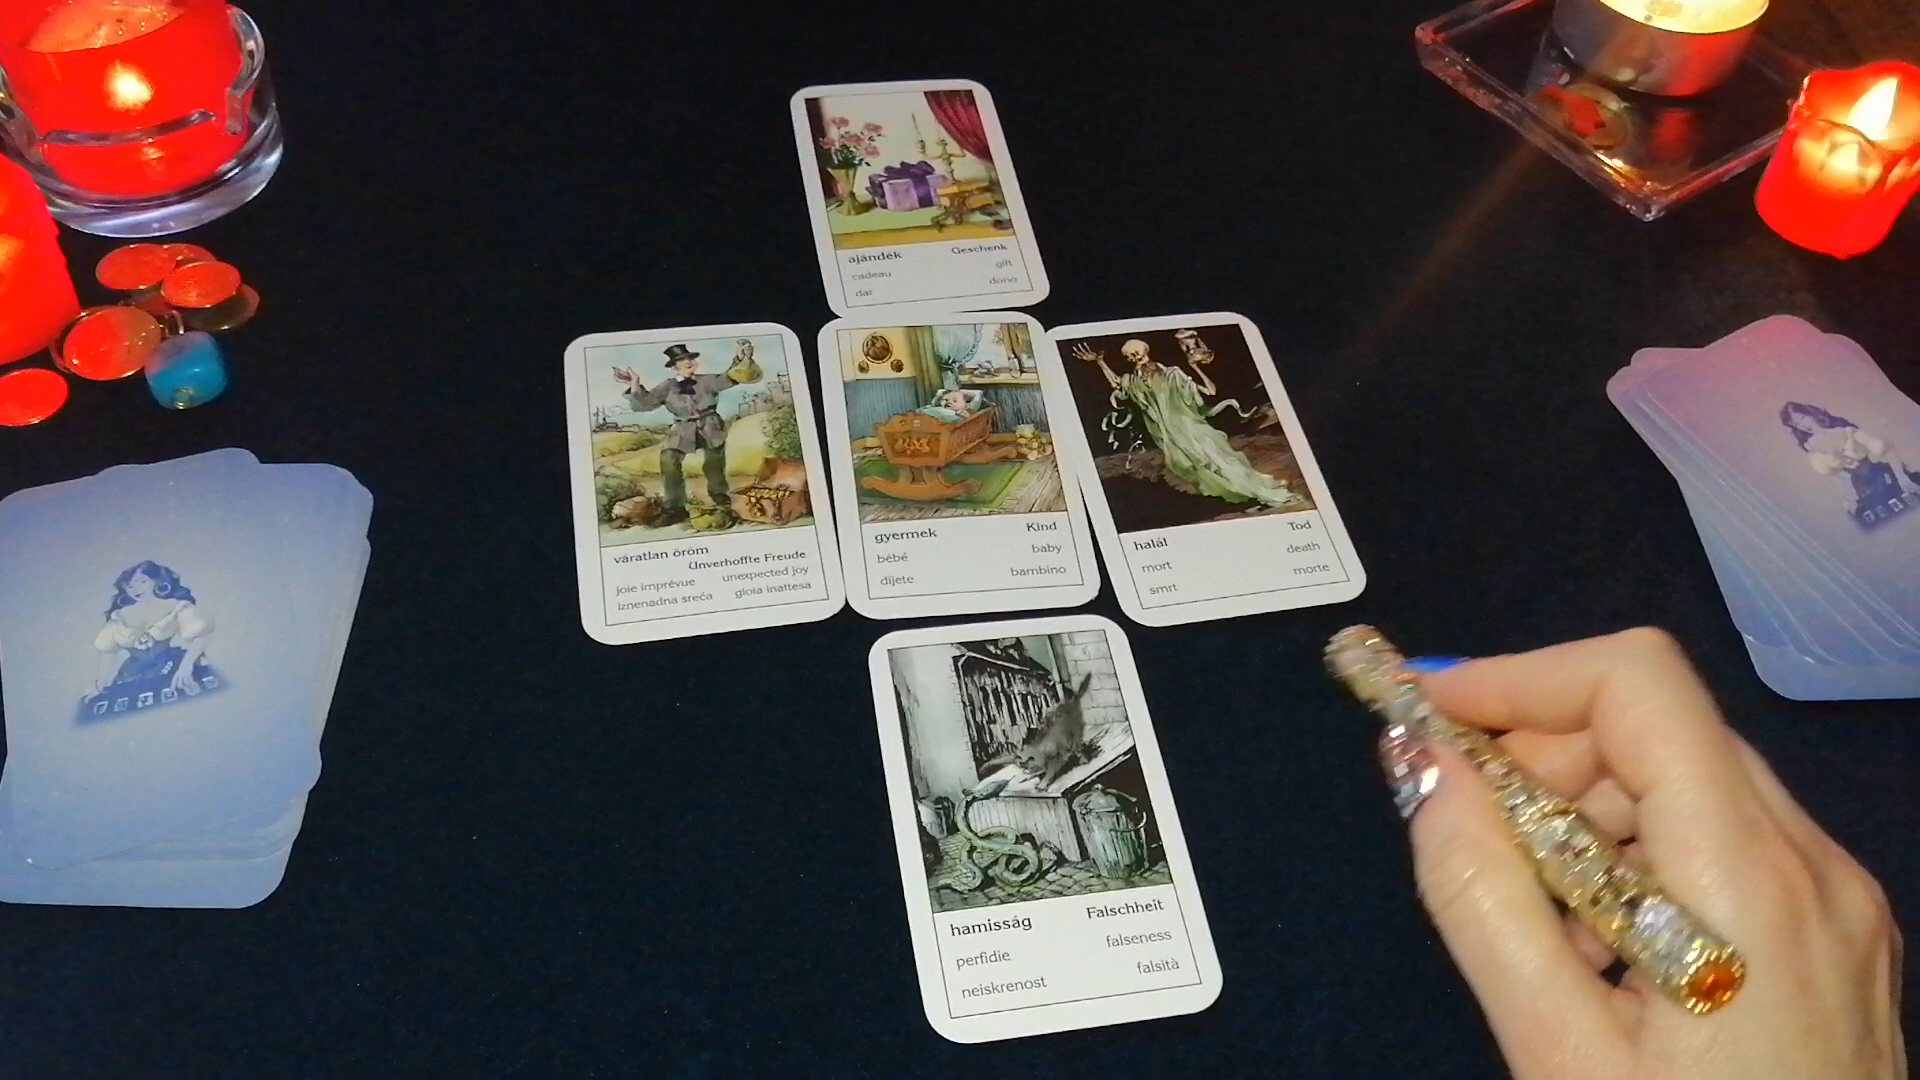 ajándék Geschenk
cadeau gift
dar dono
váratlan öröm
Unverhoffte Freude
joie imprévue unexpected joy
iznenadna sreća gioia inattesa
gyermek Kind
bébé baby
dijete bambino
halál Tod
mort death
smrt morte
hamisság Falschheit
perfidie falseness
neiskrenost falsità